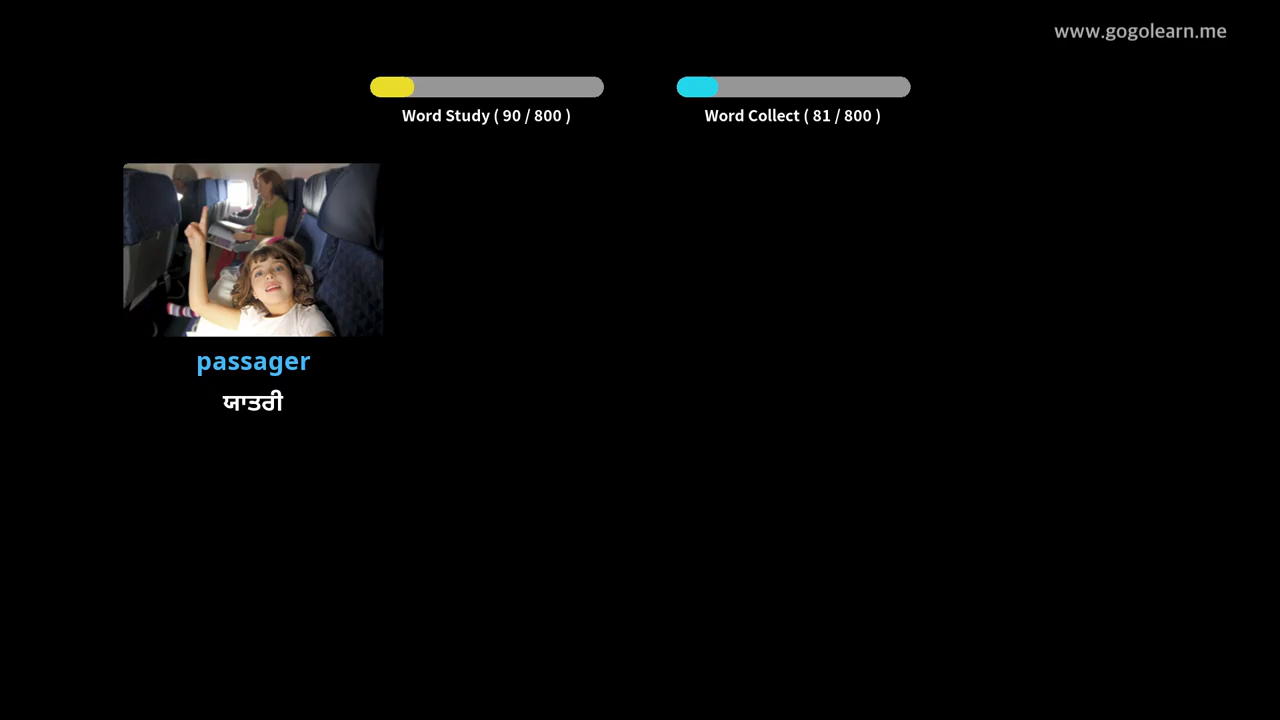 www.gogolearn.me
Word Study ( 90 / 800 )
Word Collect ( 81 / 800 )
passager
ਯਾਤਰੀ